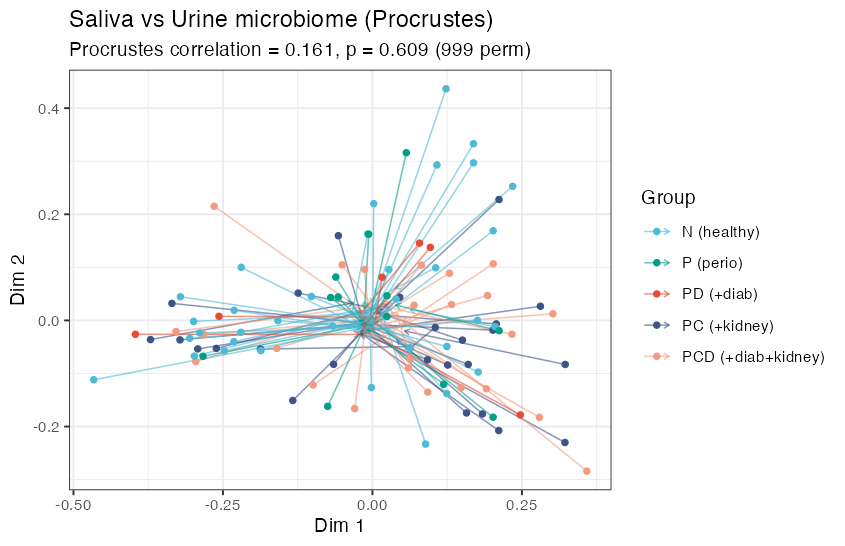 Saliva vs Urine microbiome (Procrustes)
Procrustes correlation = 0.161, p = 0.609 (999 perm)
0.4
0.2
0.0
-0.2
Dim 2
-0.50
-0.25
0.00
0.25
Dim 1
Group
N (healthy)
P (perio)
PD (+diab)
PC (+kidney)
PCD (+diab+kidney)